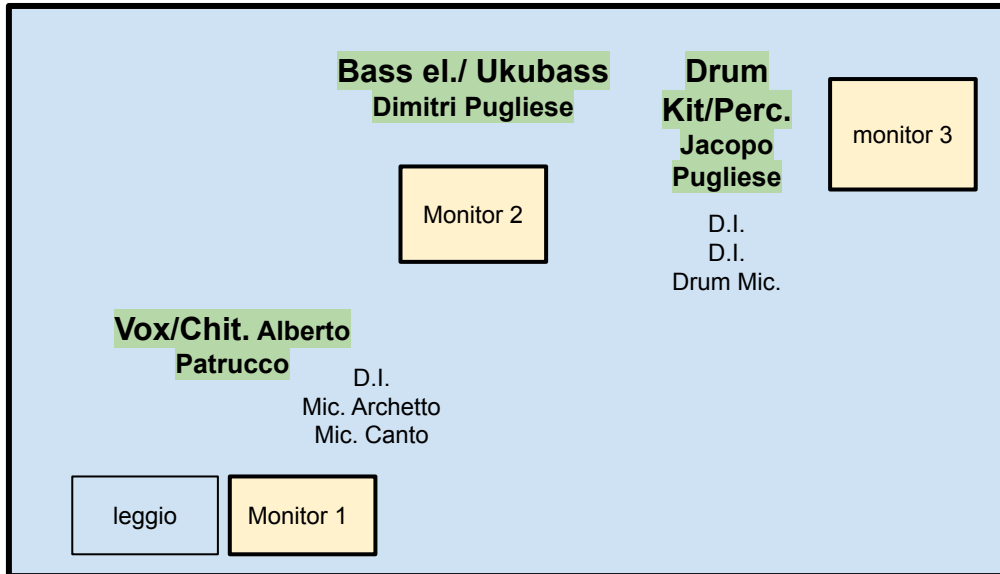 Bass el./ Ukubass
Dimitri Pugliese
Drum
Kit/Perc.
Jacopo
Pugliese
monitor 3
Monitor 2
D.I.
D.I.
Drum Mic.
Vox/Chit. Alberto
Patrucco
D.I.
Mic. Archetto
Mic. Canto
leggio
Monitor 1